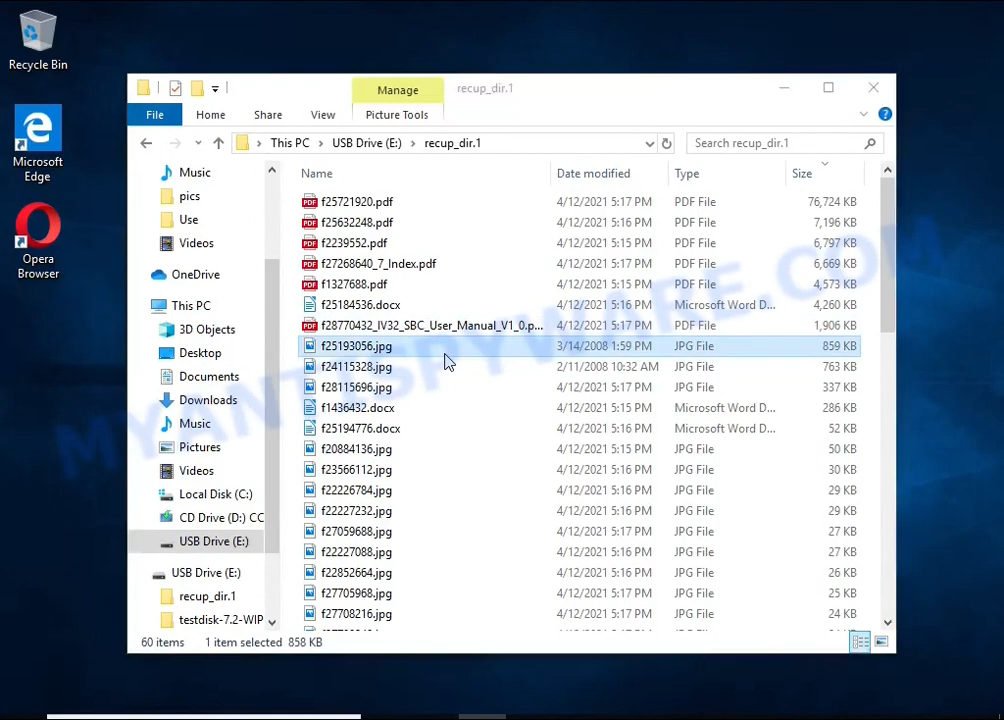 Recycle Bin
Microsoft
Edge
Opera
Browser
Manage
recup_dir.1
File
Home
Share
View
Picture Tools
This PC
USB Drive (E:)
recup_dir.1
Search recup_dir.1
Music
pics
Use
Videos
OneDrive
This PC
3D Objects
Desktop
Documents
Downloads
Music
Pictures
Videos
Local Disk (C:)
CD Drive (D:) CC
USB Drive (E:)
USB Drive (E:)
recup_dir.1
testdisk-7.2-WIP
Name Date modified Type Size
f25721920.pdf 4/12/2021 5:17 PM PDF File 76,724 KB
f25632248.pdf 4/12/2021 5:17 PM PDF File 7,196 KB
f2239552.pdf 4/12/2021 5:15 PM PDF File 6,797 KB
f27268640_7_Index.pdf 4/12/2021 5:17 PM PDF File 6,669 KB
f1327688.pdf 4/12/2021 5:15 PM PDF File 4,573 KB
f25184536.docx 4/12/2021 5:16 PM Microsoft Word D... 4,260 KB
f28770432_IV32_SBC_User_Manual_V1_0.p... 4/12/2021 5:17 PM PDF File 1,906 KB
f25193056.jpg 3/14/2008 1:59 PM JPG File 859 KB
f24115328.jpg 2/11/2008 10:32 AM JPG File 763 KB
f28115696.jpg 4/12/2021 5:17 PM JPG File 337 KB
f1436432.docx 4/12/2021 5:15 PM Microsoft Word D... 286 KB
f25194776.docx 4/12/2021 5:16 PM Microsoft Word D... 52 KB
f20884136.jpg 4/12/2021 5:15 PM JPG File 50 KB
f23566112.jpg 4/12/2021 5:16 PM JPG File 30 KB
f22226784.jpg 4/12/2021 5:16 PM JPG File 29 KB
f22227232.jpg 4/12/2021 5:16 PM JPG File 29 KB
f27059688.jpg 4/12/2021 5:17 PM JPG File 27 KB
f22227088.jpg 4/12/2021 5:16 PM JPG File 27 KB
f22852664.jpg 4/12/2021 5:16 PM JPG File 26 KB
f27705968.jpg 4/12/2021 5:17 PM JPG File 25 KB
f27708216.jpg 4/12/2021 5:17 PM JPG File 24 KB
60 items 1 item selected 858 KB
MYANTISPYWARE.COM